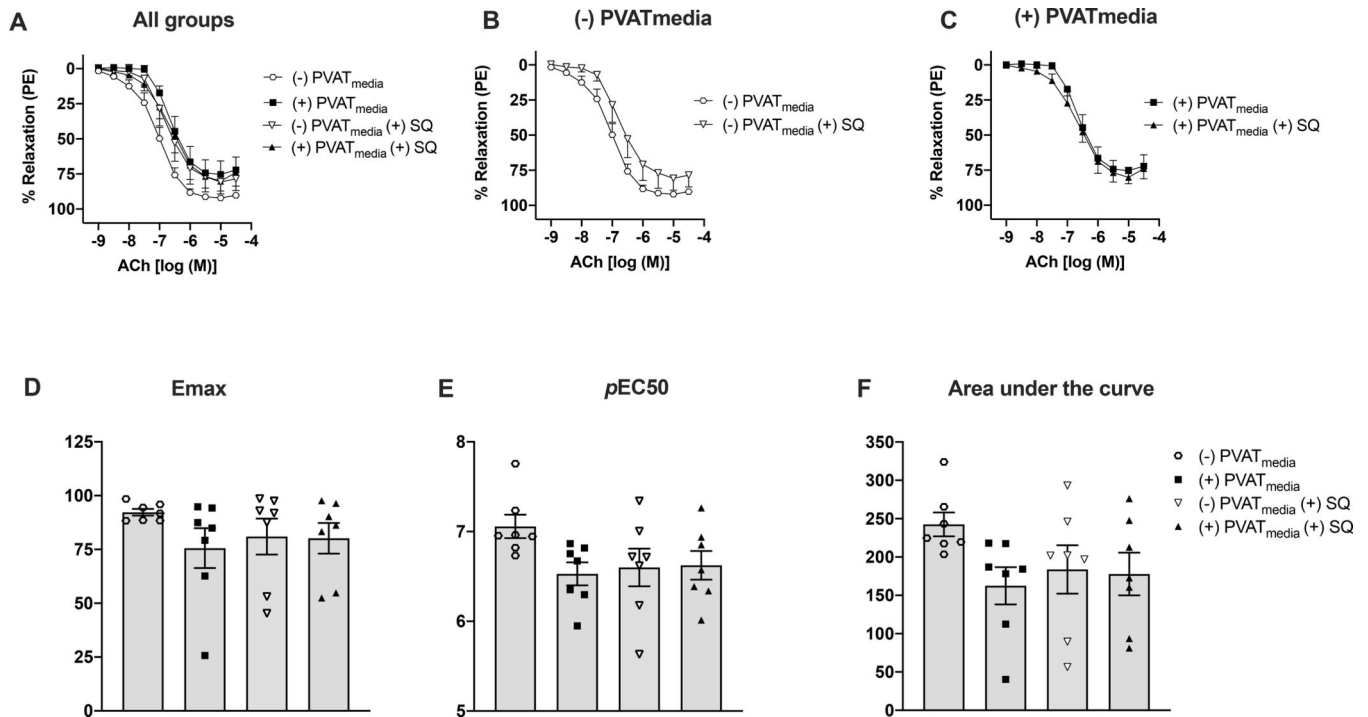 A
All groups
% Relaxation (PE)
0
25
50
75
100
-9 -8 -7 -6 -5 -4
ACh [log (M)]
(-) PVATmedia
(+) PVATmedia
(-) PVATmedia (+) SQ
(+) PVATmedia (+) SQ
B
(-) PVATmedia
% Relaxation (PE)
0
25
50
75
100
-9 -8 -7 -6 -5 -4
ACh [log (M)]
(-) PVATmedia
(-) PVATmedia (+) SQ
C
(+) PVATmedia
% Relaxation (PE)
0
25
50
75
100
-9 -8 -7 -6 -5 -4
ACh [log (M)]
(+) PVATmedia
(+) PVATmedia (+) SQ
D
Emax
125
100
75
50
25
0
E
pEC50
8
7
6
5
F
Area under the curve
350
300
250
200
150
100
50
0
(-) PVATmedia
(+) PVATmedia
(-) PVATmedia (+) SQ
(+) PVATmedia (+) SQ